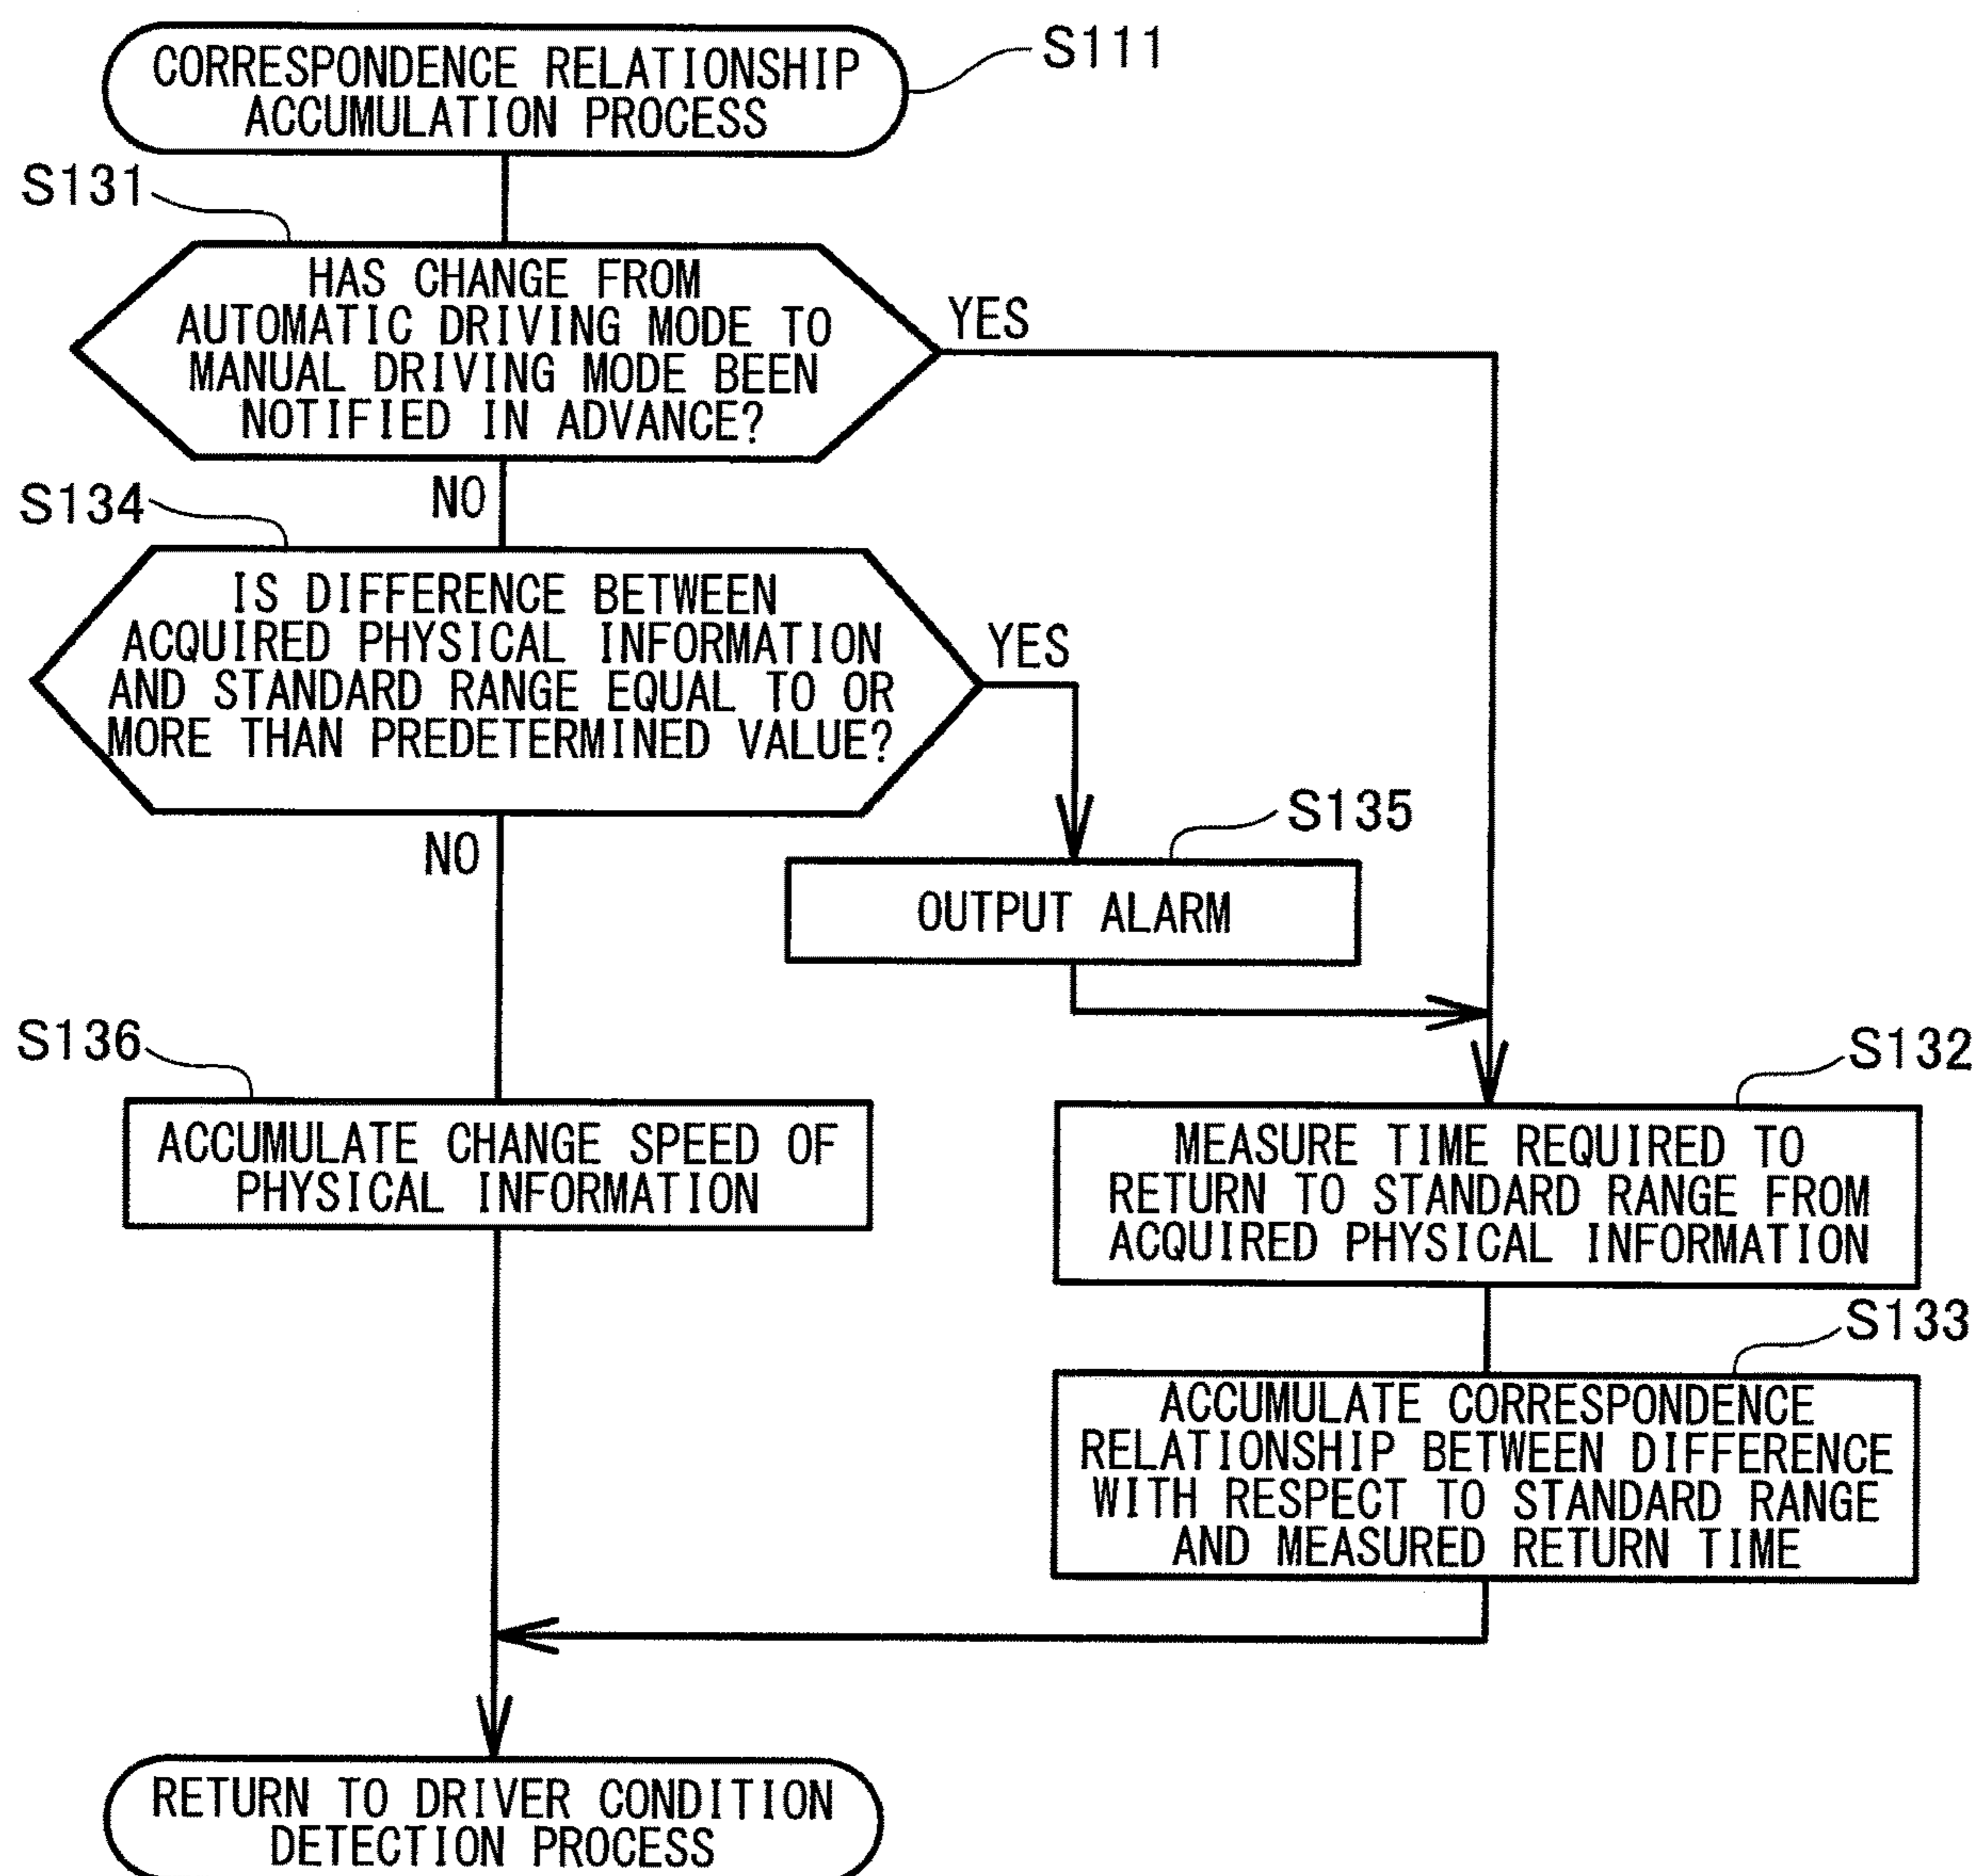 CORRESPONDENCE RELATIONSHIP
ACCUMULATION PROCESS
S111
S131
HAS CHANGE FROM
AUTOMATIC DRIVING MODE TO
MANUAL DRIVING MODE BEEN
NOTIFIED IN ADVANCE?
YES
NO
S134
IS DIFFERENCE BETWEEN
ACQUIRED PHYSICAL INFORMATION
AND STANDARD RANGE EQUAL TO OR
MORE THAN PREDETERMINED VALUE?
YES
NO
S135
OUTPUT ALARM
S136
ACCUMULATE CHANGE SPEED OF
PHYSICAL INFORMATION
S132
MEASURE TIME REQUIRED TO
RETURN TO STANDARD RANGE FROM
ACQUIRED PHYSICAL INFORMATION
S133
ACCUMULATE CORRESPONDENCE
RELATIONSHIP BETWEEN DIFFERENCE
WITH RESPECT TO STANDARD RANGE
AND MEASURED RETURN TIME
RETURN TO DRIVER CONDITION
DETECTION PROCESS